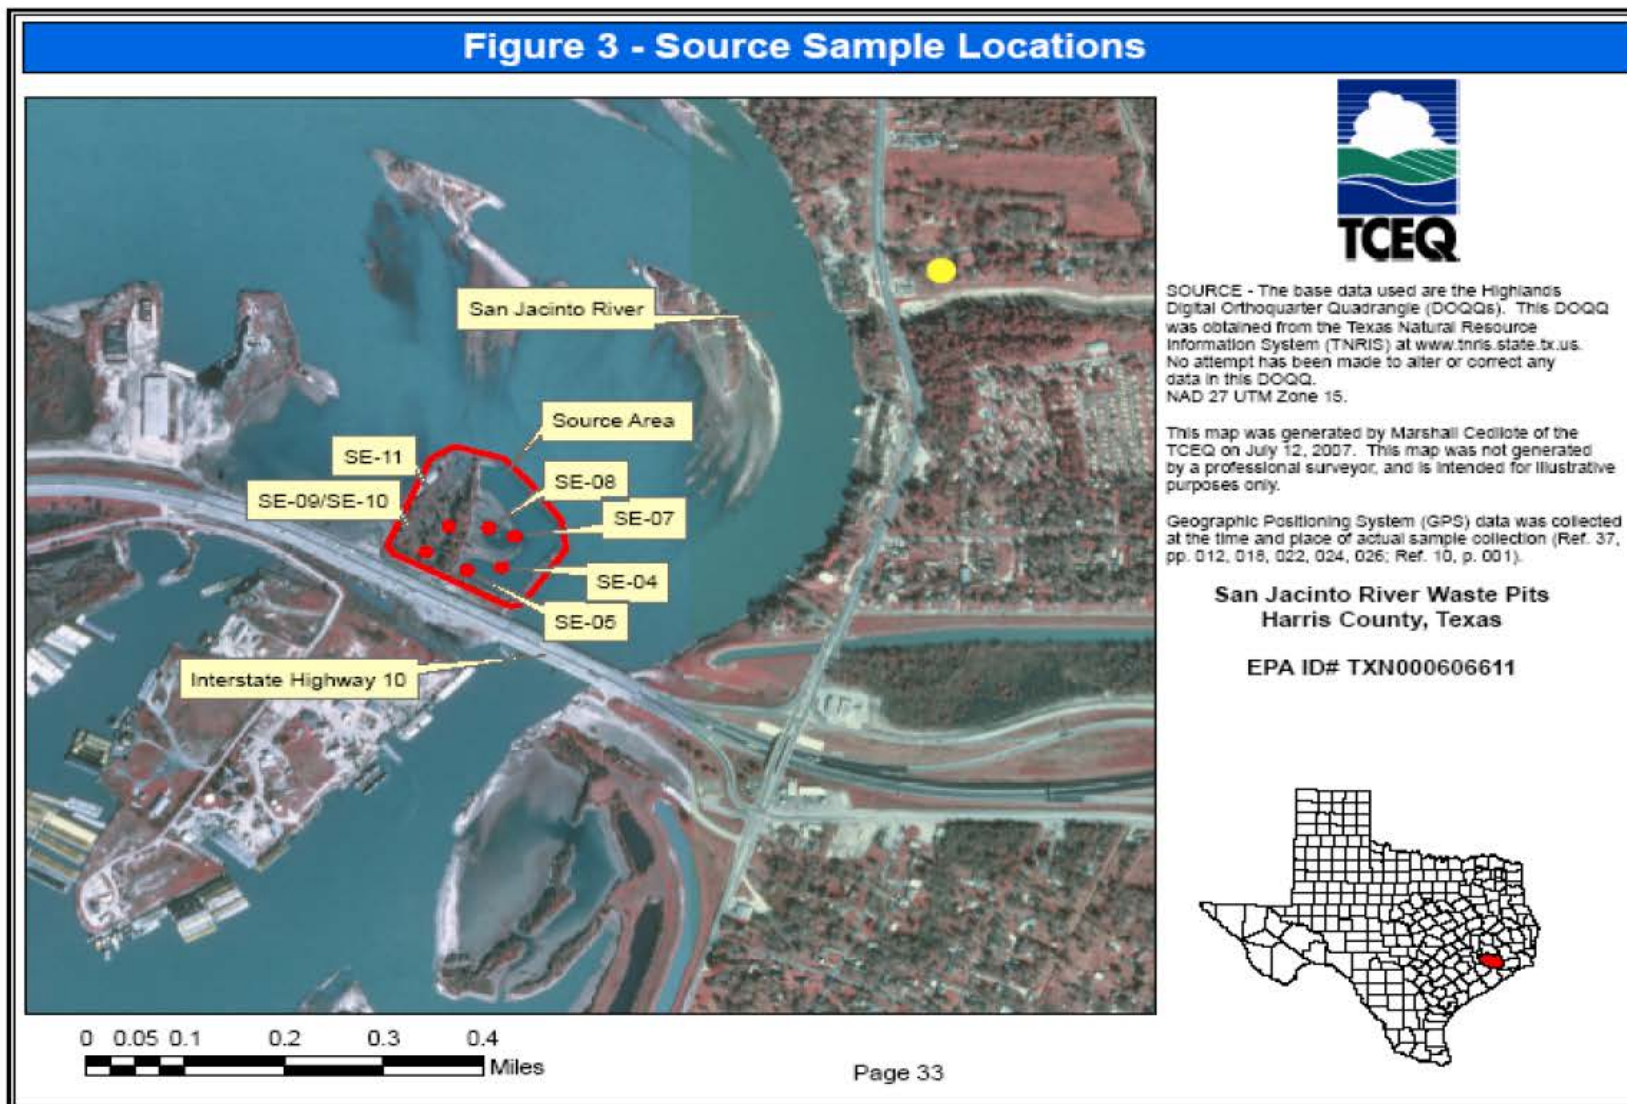 Figure 3 - Source Sample Locations
TCEQ
San Jacinto River
Source Area
SE-11
SE-08
SE-09/SE-10
SE-07
SE-04
SE-05
Interstate Highway 10
SOURCE - The base data used are the Highlands
Digital Orthoquarter Quadrangle (DOQQs). This DOQQ
was obtained from the Texas Natural Resource
Information System (TNRIS) at www.tnris.state.tx.us.
No attempt has been made to alter or correct any
data in this DOQQ.
NAD 27 UTM Zone 15.
This map was generated by Marshall Cedilote of the
TCEQ on July 12, 2007. This map was not generated
by a professional surveyor, and is intended for illustrative
purposes only.
Geographic Positioning System (GPS) data was collected
at the time and place of actual sample collection (Ref. 37,
pp. 012, 018, 022, 024, 026; Ref. 10, p. 001).
San Jacinto River Waste Pits
Harris County, Texas
EPA ID# TXN000606611
0 0.05 0.1 0.2 0.3 0.4
Miles
Page 33